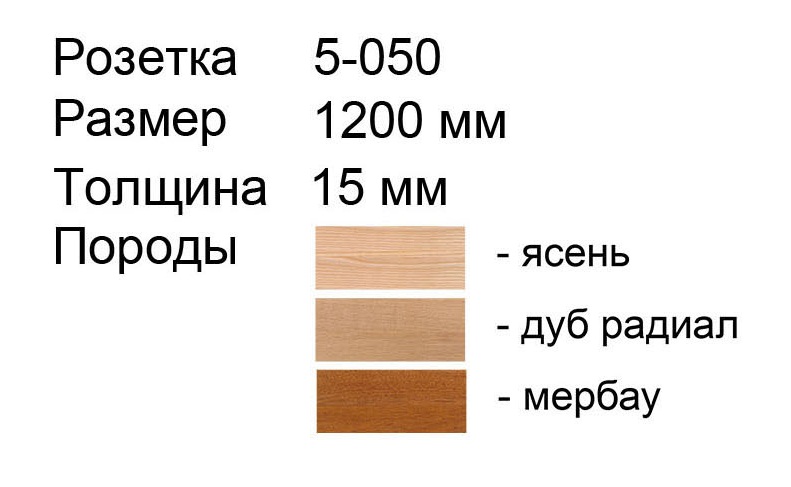 Розетка 5-050
Размер 1200 мм
Толщина 15 мм
Породы - ясень
- дуб радиал
- мербау